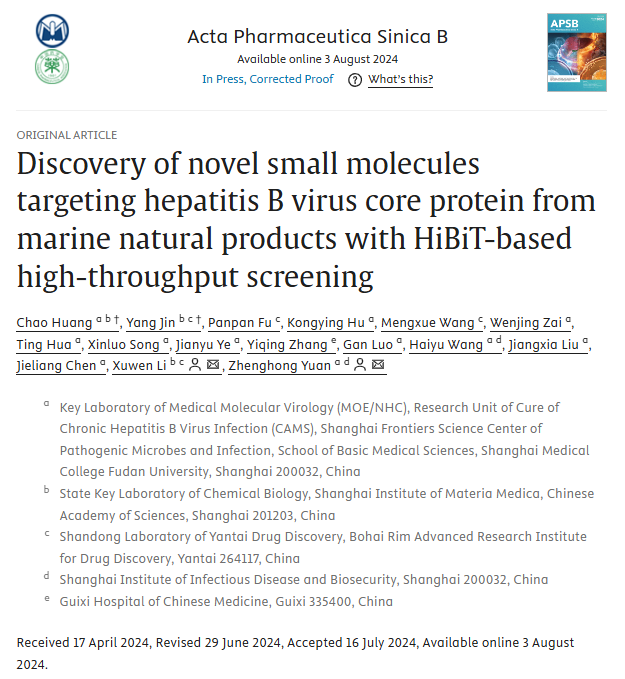 Acta Pharmaceutica Sinica B
APSB
Available online 3 August 2024
In Press, Corrected Proof ? What's this?
ORIGINAL ARTICLE
Discovery of novel small molecules
targeting hepatitis B virus core protein from
marine natural products with HiBiT-based
high-throughput screening
Chao Huang a b †, Yang Jin b c †, Panpan Fu c, Kongying Hu a, Mengxue Wang c, Wenjing Zai a,
Ting Hua a, Xinluo Song a, Jianyu Ye a, Yiqing Zhang e, Gan Luo a, Haiyu Wang a d, Jiangxia Liu a,
Jieliang Chen a, Xuwen Li b c, Zhenghong Yuan a d
a Key Laboratory of Medical Molecular Virology (MOE/NHC), Research Unit of Cure of
Chronic Hepatitis B Virus Infection (CAMS), Shanghai Frontiers Science Center of
Pathogenic Microbes and Infection, School of Basic Medical Sciences, Shanghai Medical
College Fudan University, Shanghai 200032, China
b State Key Laboratory of Chemical Biology, Shanghai Institute of Materia Medica, Chinese
Academy of Sciences, Shanghai 201203, China
c Shandong Laboratory of Yantai Drug Discovery, Bohai Rim Advanced Research Institute
for Drug Discovery, Yantai 264117, China
d Shanghai Institute of Infectious Disease and Biosecurity, Shanghai 200032, China
e Guixi Hospital of Chinese Medicine, Guixi 335400, China
Received 17 April 2024, Revised 29 June 2024, Accepted 16 July 2024, Available online 3 August
2024.